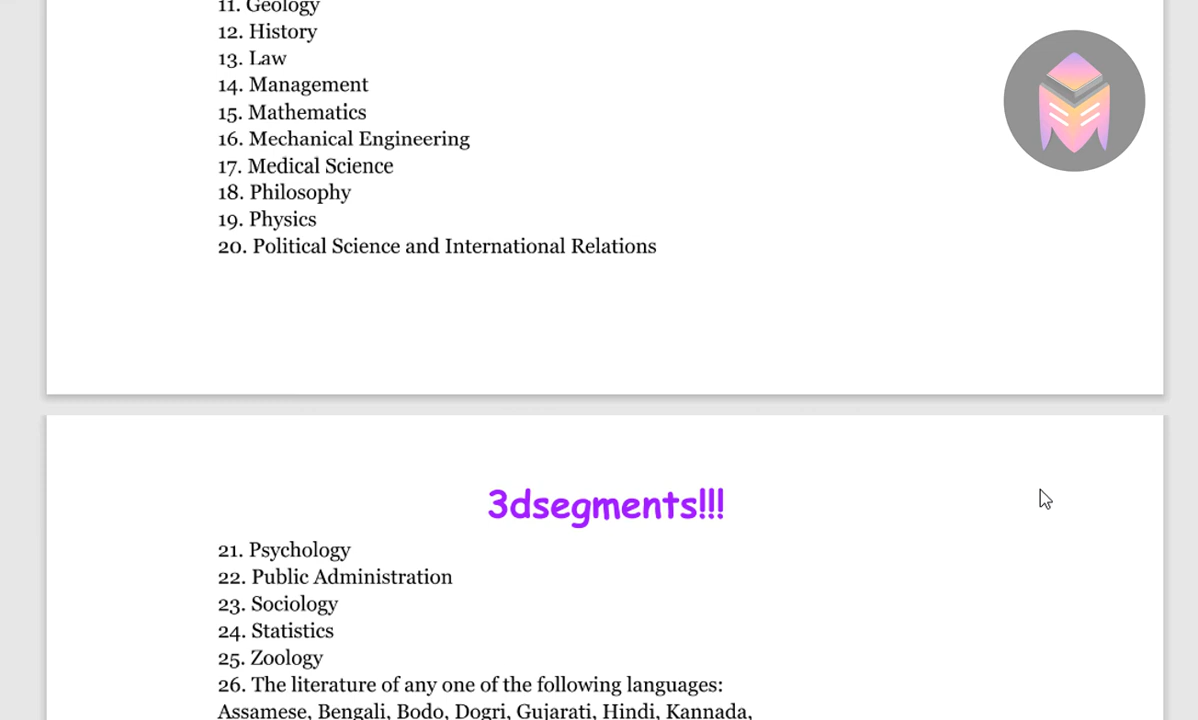 11. Geology
12. History
13. Law
14. Management
15. Mathematics
16. Mechanical Engineering
17. Medical Science
18. Philosophy
19. Physics
20. Political Science and International Relations
3dsegments!!!
21. Psychology
22. Public Administration
23. Sociology
24. Statistics
25. Zoology
26. The literature of any one of the following languages:
Assamese, Bengali, Bodo, Dogri, Gujarati, Hindi, Kannada,